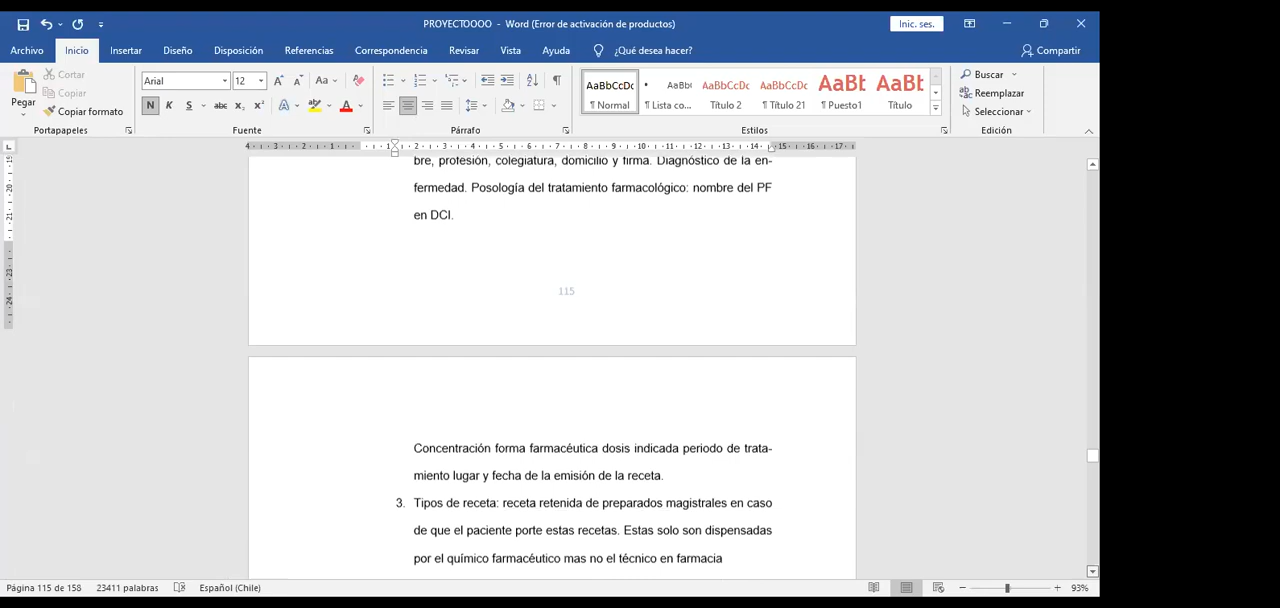 PROYECTOOOO - Word (Error de activación de productos)
Inic. ses.
Archivo Inicio Insertar Diseño Disposición Referencias Correspondencia Revisar Vista Ayuda ¿Qué desea hacer? Compartir
Pegar
Cortar
Copiar
Copiar formato
Arial 12
N K S abc x₂ x²
AaBbCcDc AaBb AaBbCcDc AaBbCcDc AaBb AaBbC
¶ Normal ¶ Lista co... Título 2 ¶ Título 21 ¶ Puesto1 Título
Buscar
Reemplazar
Seleccionar
Portapapeles Fuente Párrafo Estilos Edición
bre, profesión, colegiatura, domicilio y firma. Diagnóstico de la en-
fermedad. Posología del tratamiento farmacológico: nombre del PF
en DCI.
115
Concentración forma farmacéutica dosis indicada periodo de trata-
miento lugar y fecha de la emisión de la receta.
3. Tipos de receta: receta retenida de preparados magistrales en caso
de que el paciente porte estas recetas. Estas solo son dispensadas
por el químico farmacéutico mas no el técnico en farmacia
Página 115 de 158 23411 palabras Español (Chile) 93%